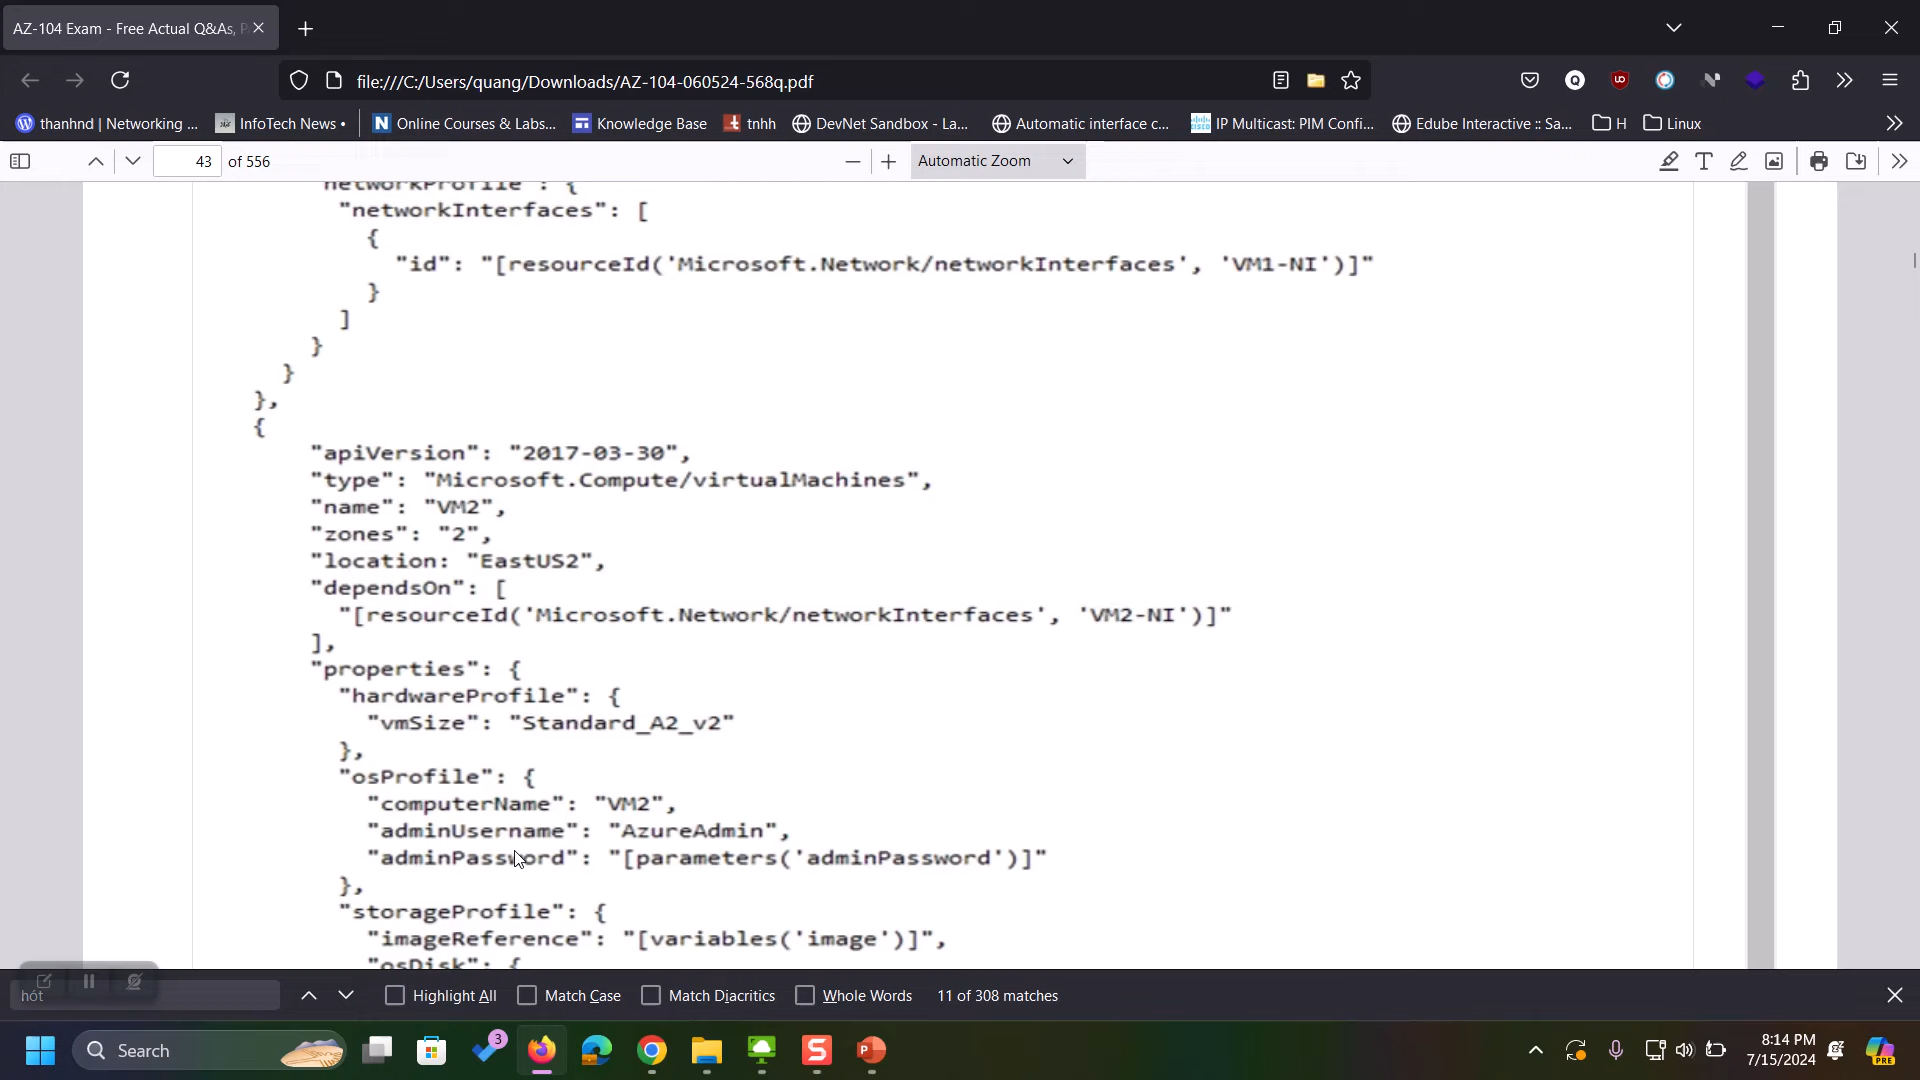 AZ-104 Exam - Free Actual Q&As, P
file:///C:/Users/quang/Downloads/AZ-104-060524-568q.pdf
thanhnd | Networking ...
InfoTech News •
Online Courses & Labs...
Knowledge Base
tnhh
DevNet Sandbox - La...
Automatic interface c...
IP Multicast: PIM Confi...
Edube Interactive :: Sa...
H
Linux
43 of 556
Automatic Zoom
"networkProfile": {
"networkInterfaces": [
{
"id": "[resourceId('Microsoft.Network/networkInterfaces', 'VM1-NI')]"
}
]
}
}
},
{
"apiVersion": "2017-03-30",
"type": "Microsoft.Compute/virtualMachines",
"name": "VM2",
"zones": "2",
"location: "EastUS2",
"dependsOn": [
"[resourceId('Microsoft.Network/networkInterfaces', 'VM2-NI')]"
],
"properties": {
"hardwareProfile": {
"vmSize": "Standard_A2_v2"
},
"osProfile": {
"computerName": "VM2",
"adminUsername": "AzureAdmin",
"adminPassword": "[parameters('adminPassword')]"
},
"storageProfile": {
"imageReference": "[variables('image')]",
"osDisk": {
hót
Highlight All
Match Case
Match Diacritics
Whole Words
11 of 308 matches
Search
3
8:14 PM
7/15/2024
PRE